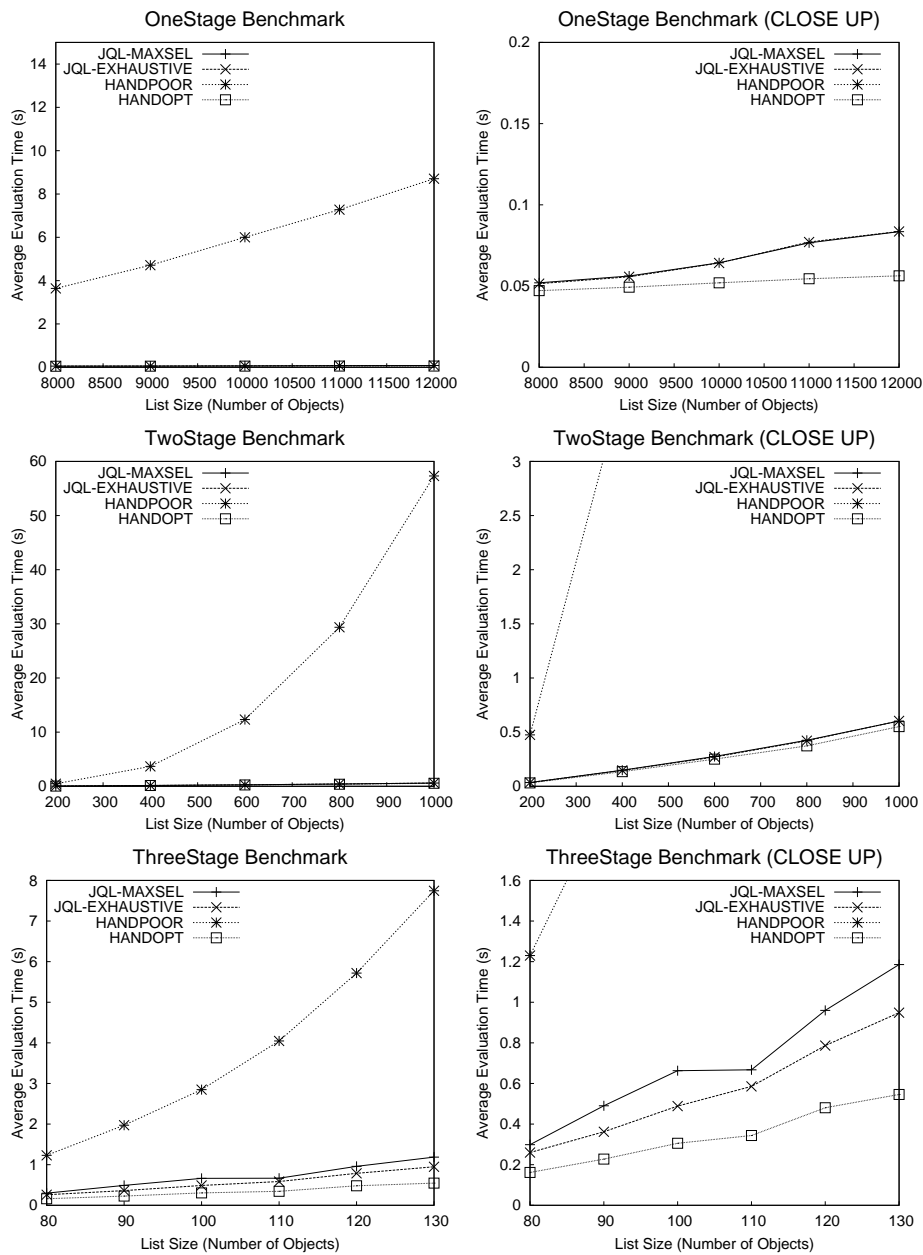 OneStage Benchmark
Average Evaluation Time (s)
14
12
10
8
6
4
2
0
JQL-MAXSEL
JQL-EXHAUSTIVE
HANDPOOR
HANDOPT
8000 8500 9000 9500 10000 10500 11000 11500 12000
List Size (Number of Objects)
OneStage Benchmark (CLOSE UP)
Average Evaluation Time (s)
0.2
0.15
0.1
0.05
0
JQL-MAXSEL
JQL-EXHAUSTIVE
HANDPOOR
HANDOPT
8000 8500 9000 9500 10000 10500 11000 11500 12000
List Size (Number of Objects)
TwoStage Benchmark
Average Evaluation Time (s)
60
50
40
30
20
10
0
JQL-MAXSEL
JQL-EXHAUSTIVE
HANDPOOR
HANDOPT
200 300 400 500 600 700 800 900 1000
List Size (Number of Objects)
TwoStage Benchmark (CLOSE UP)
Average Evaluation Time (s)
3
2.5
2
1.5
1
0.5
0
JQL-MAXSEL
JQL-EXHAUSTIVE
HANDPOOR
HANDOPT
200 300 400 500 600 700 800 900 1000
List Size (Number of Objects)
ThreeStage Benchmark
Average Evaluation Time (s)
8
7
6
5
4
3
2
1
0
JQL-MAXSEL
JQL-EXHAUSTIVE
HANDPOOR
HANDOPT
80 90 100 110 120 130
List Size (Number of Objects)
ThreeStage Benchmark (CLOSE UP)
Average Evaluation Time (s)
1.6
1.4
1.2
1
0.8
0.6
0.4
0.2
0
JQL-MAXSEL
JQL-EXHAUSTIVE
HANDPOOR
HANDOPT
80 90 100 110 120 130
List Size (Number of Objects)